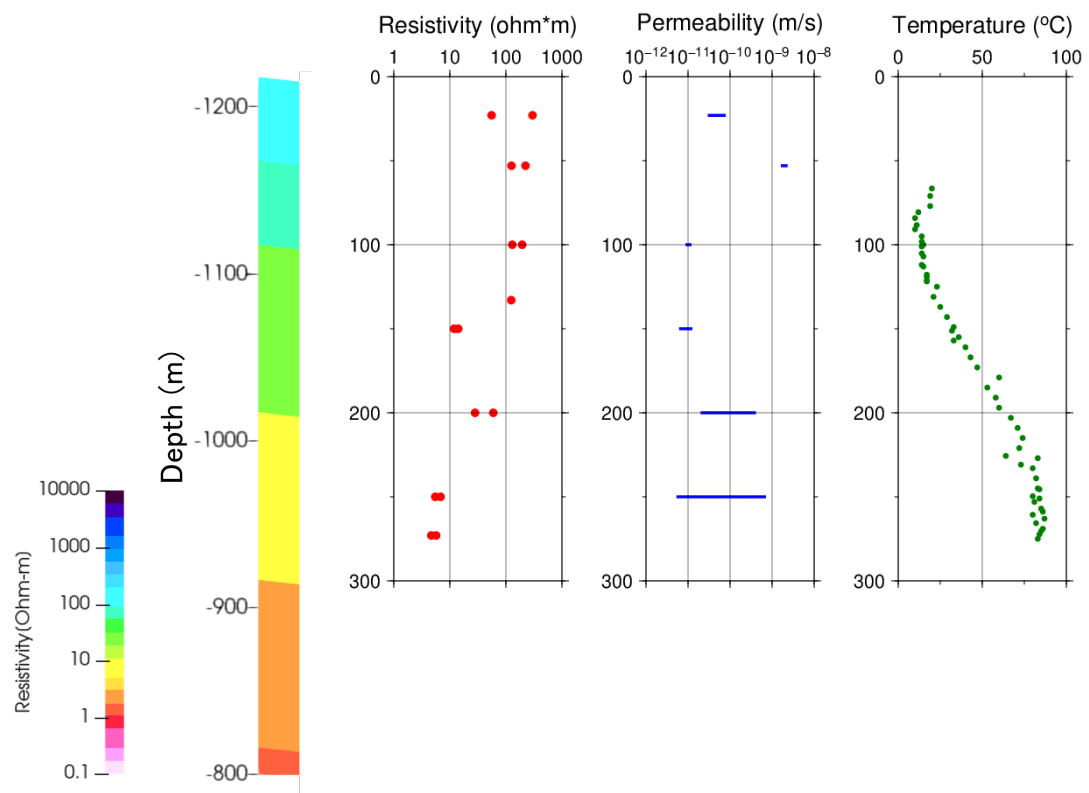 Resistivity (ohm*m)
1 10 100 1000
0
100
200
300
Permeability (m/s)
10−12 10−11 10−10 10−9 10−8
0
100
200
300
Temperature (ºC)
0 50 100
0
100
200
300
Depth (m)
-1200
-1100
-1000
-900
-800
Resistivity(Ohm-m)
10000
1000
100
10
1
0.1